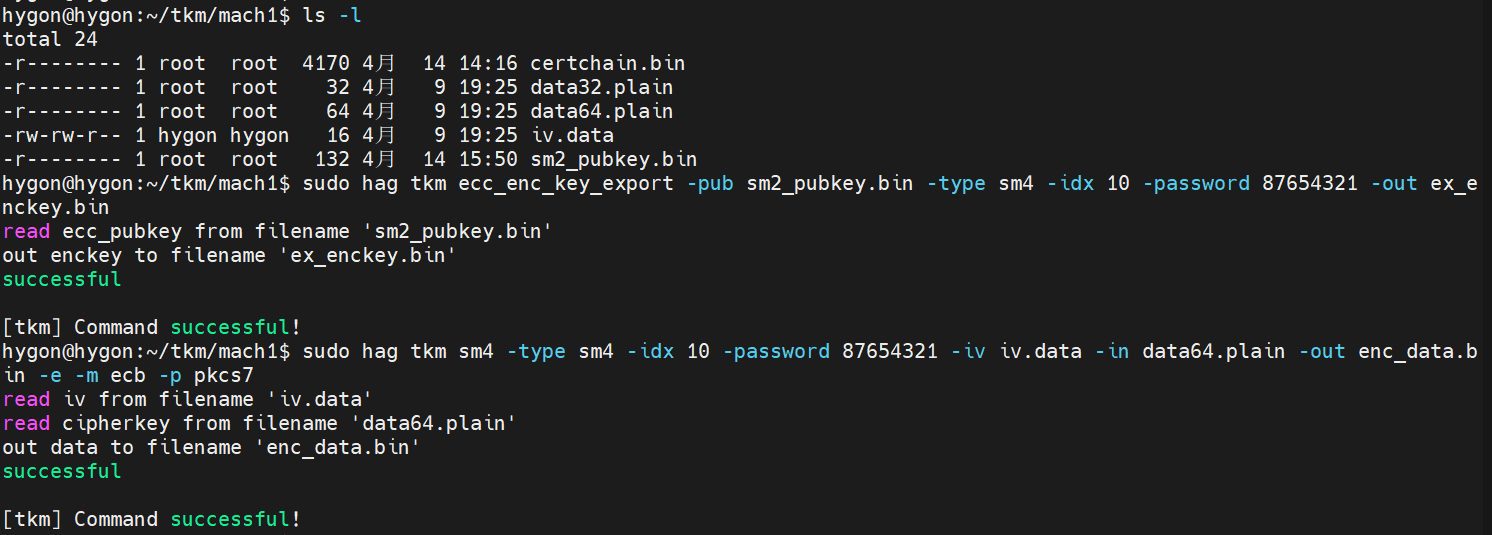 hygon@hygon:~/tkm/mach1$ ls -l
total 24
-r-------- 1 root  root  4170 4月  14 14:16 certchain.bin
-r-------- 1 root  root    32 4月   9 19:25 data32.plain
-r-------- 1 root  root    64 4月   9 19:25 data64.plain
-rw-rw-r-- 1 hygon hygon   16 4月   9 19:25 iv.data
-r-------- 1 root  root   132 4月  14 15:50 sm2_pubkey.bin
hygon@hygon:~/tkm/mach1$ sudo hag tkm ecc_enc_key_export -pub sm2_pubkey.bin -type sm4 -idx 10 -password 87654321 -out ex_e
nckey.bin
read ecc_pubkey from filename 'sm2_pubkey.bin'
out enckey to filename 'ex_enckey.bin'
successful
[tkm] Command successful!
hygon@hygon:~/tkm/mach1$ sudo hag tkm sm4 -type sm4 -idx 10 -password 87654321 -iv iv.data -in data64.plain -out enc_data.b
in -e -m ecb -p pkcs7
read iv from filename 'iv.data'
read cipherkey from filename 'data64.plain'
out data to filename 'enc_data.bin'
successful
[tkm] Command successful!